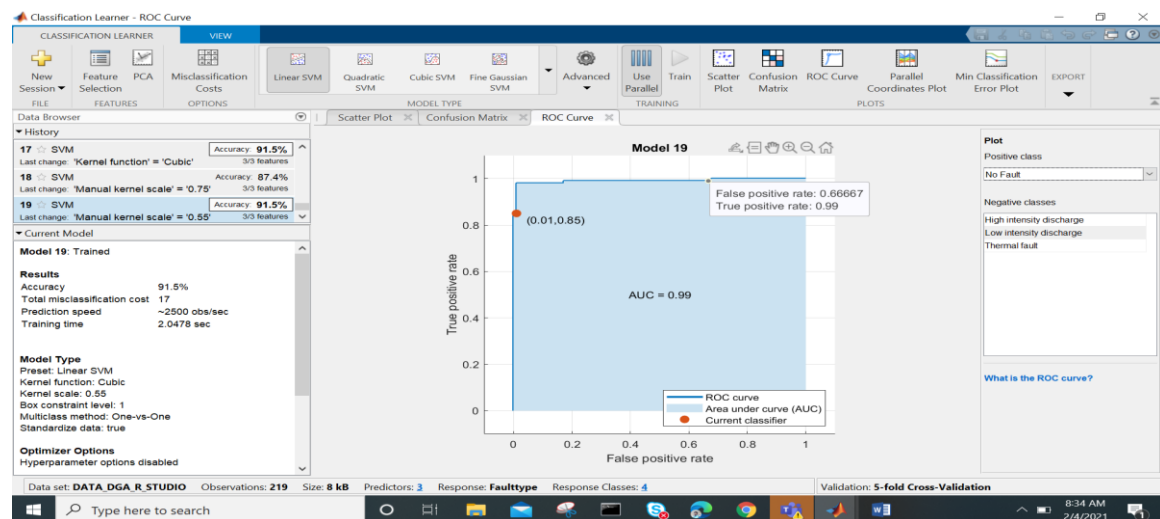 Classification Learner - ROC Curve
CLASSIFICATION LEARNER VIEW
New Session
Feature Selection
PCA
Misclassification Costs
Linear SVM
Quadratic SVM
Cubic SVM
Fine Gaussian SVM
Advanced
Use Parallel
Train
Scatter Plot
Confusion Matrix
ROC Curve
Parallel Coordinates Plot
Min Classification Error Plot
EXPORT
FILE FEATURES OPTIONS MODEL TYPE TRAINING PLOTS
Data Browser
Scatter Plot Confusion Matrix ROC Curve
History
17 SVM Accuracy: 91.5%
Last change: 'Kernel function' = 'Cubic' 3/3 features
18 SVM Accuracy: 87.4%
Last change: 'Manual kernel scale' = '0.75' 3/3 features
19 SVM Accuracy: 91.5%
Last change: 'Manual kernel scale' = '0.55' 3/3 features
Current Model
Model 19: Trained
Results
Accuracy 91.5%
Total misclassification cost 17
Prediction speed ~2500 obs/sec
Training time 2.0478 sec
Model Type
Preset: Linear SVM
Kernel function: Cubic
Kernel scale: 0.55
Box constraint level: 1
Multiclass method: One-vs-One
Standardize data: true
Optimizer Options
Hyperparameter options disabled
Model 19
False positive rate: 0.66667
True positive rate: 0.99
(0.01,0.85)
AUC = 0.99
True positive rate
1
0.8
0.6
0.4
0.2
0
ROC curve
Area under curve (AUC)
Current classifier
0 0.2 0.4 0.6 0.8 1
False positive rate
Plot
Positive class
No Fault
Negative classes
High intensity discharge
Low intensity discharge
Thermal fault
What is the ROC curve?
Data set: DATA_DGA_R_STUDIO Observations: 219 Size: 8 kB Predictors: 3 Response: Faulttype Response Classes: 4 Validation: 5-fold Cross-Validation
Type here to search
8:34 AM
2/4/2021